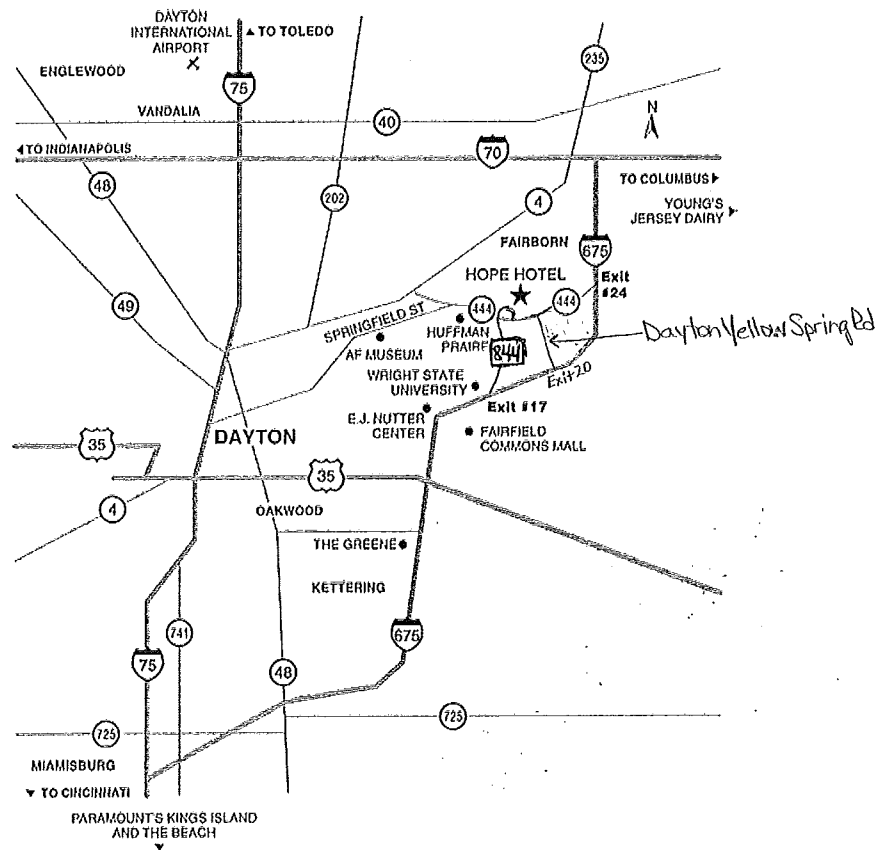 DAYTON
INTERNATIONAL
AIRPORT
▲ TO TOLEDO
235
ENGLEWOOD
75
VANDALIA
40
N
◄ TO INDIANAPOLIS
70
48
TO COLUMBUS ►
202
4
YOUNG'S
JERSEY DAIRY
FAIRBORN
675
HOPE HOTEL
Exit
#24
49
444
444
SPRINGFIELD ST
HUFFMAN
PRAIRE
Dayton Yellow Spring Rd
AF MUSEUM
844
WRIGHT STATE
UNIVERSITY
Exit 20
Exit #17
E.J. NUTTER
CENTER
DAYTON
FAIRFIELD
COMMONS MALL
35
35
4
OAKWOOD
THE GREENE
KETTERING
741
675
75
48
725
725
MIAMISBURG
▼ TO CINCINNATI
PARAMOUNT'S KINGS ISLAND
AND THE BEACH